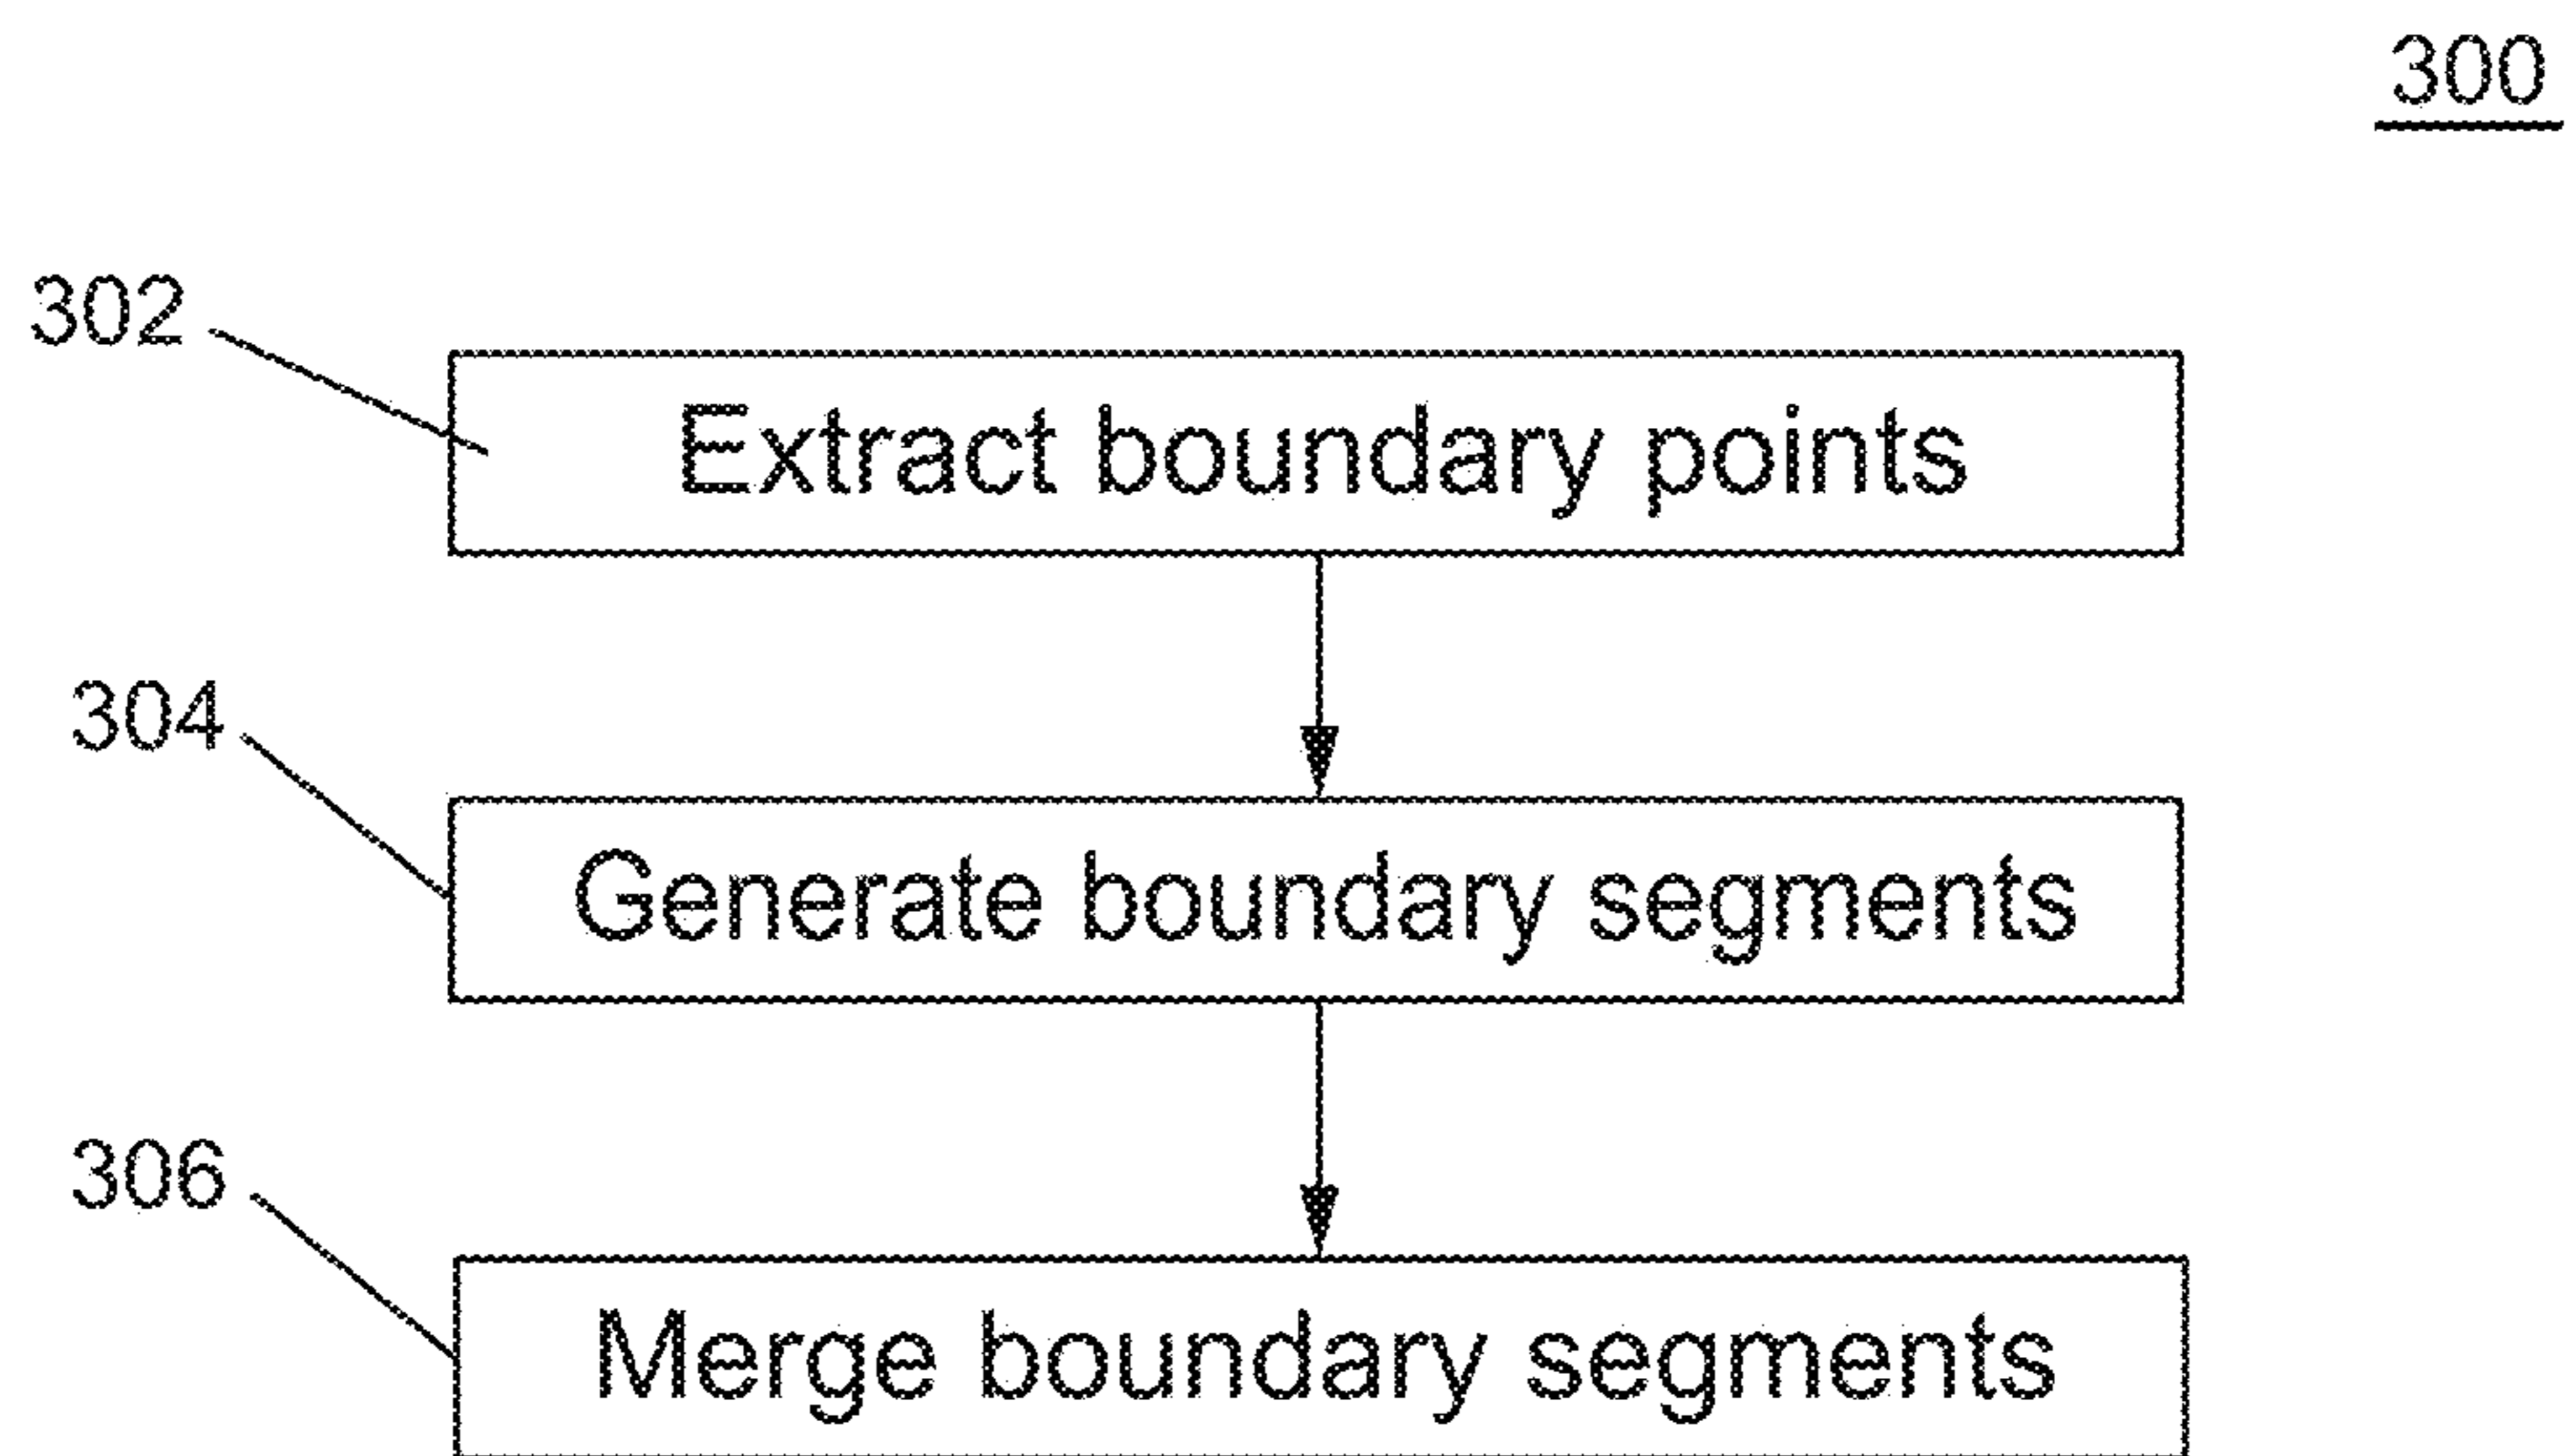 300
302
Extract boundary points
304
Generate boundary segments
306
Merge boundary segments